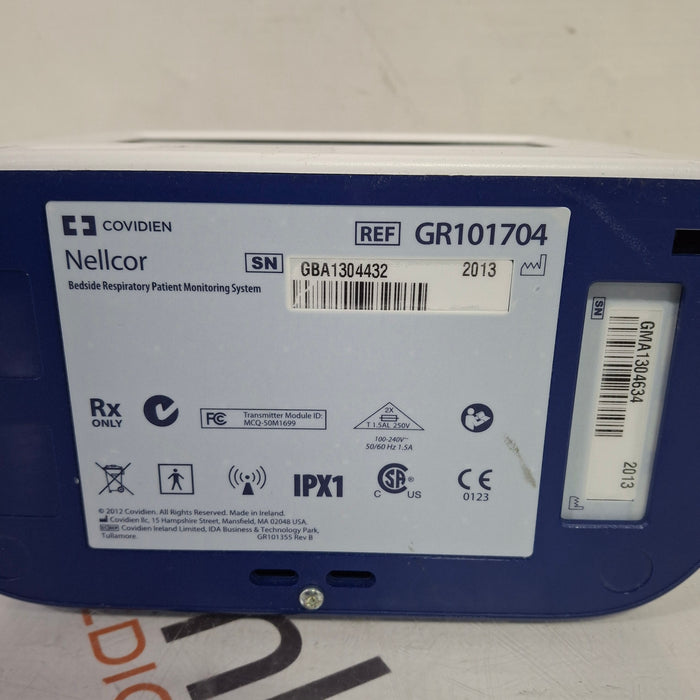 COVIDIEN
REF GR101704
Nellcor
SN GBA1304432 2013
Bedside Respiratory Patient Monitoring System
SN GMA1304634 2013
Rx
ONLY
FC Transmitter Module ID:
MCQ-50M1699
2X
T 1.5AL 250V
100-240V~
50/60 Hz 1.5A
IPX1
C SA US
CE
0123
© 2012 Covidien. All Rights Reserved. Made in Ireland.
Covidien llc, 15 Hampshire Street, Mansfield, MA 02048 USA.
EC REP Covidien Ireland Limited, IDA Business & Technology Park,
Tullamore. GR101355 Rev B